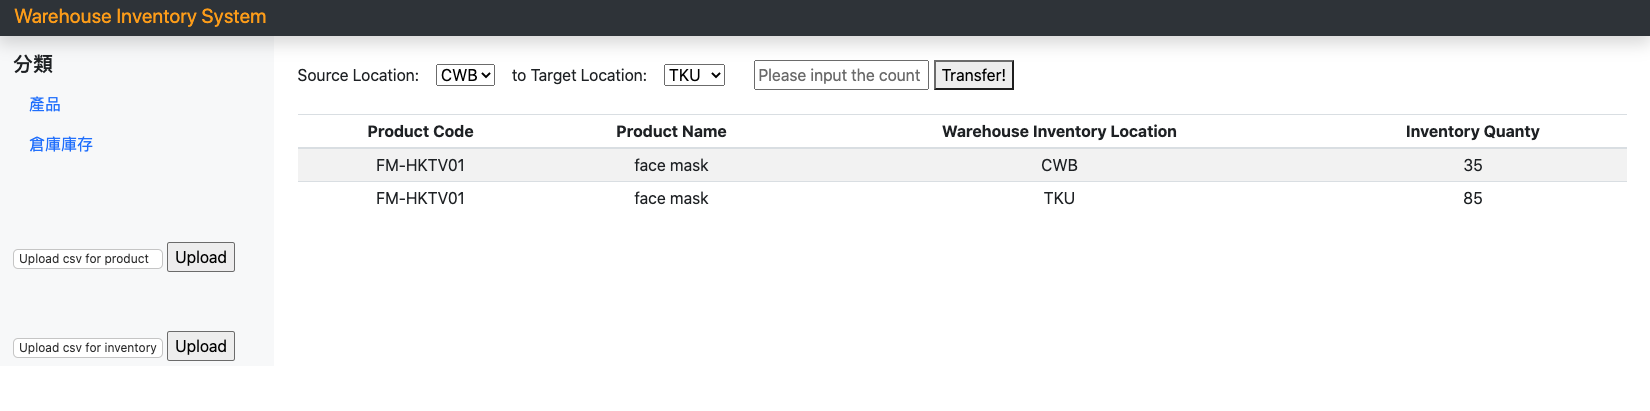 Warehouse Inventory System
分類
產品
倉庫庫存
Upload csv for product Upload
Upload csv for inventory Upload
Source Location: CWB to Target Location: TKU Please input the count Transfer!
Product Code Product Name Warehouse Inventory Location Inventory Quanty
FM-HKTV01 face mask CWB 35
FM-HKTV01 face mask TKU 85